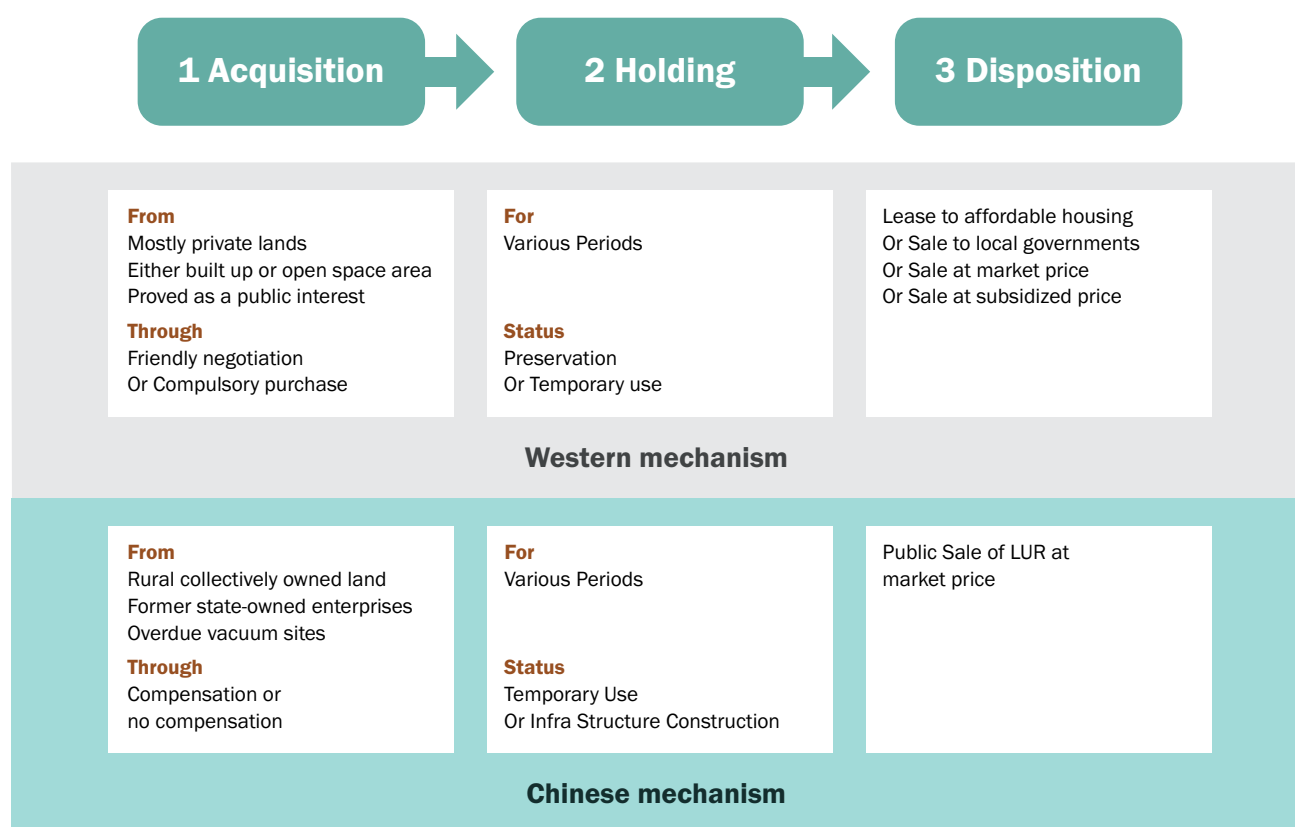 1 Acquisition
2 Holding
3 Disposition
From
Mostly private lands
Either built up or open space area
Proved as a public interest
Through
Friendly negotiation
Or Compulsory purchase
For
Various Periods
Status
Preservation
Or Temporary use
Lease to affordable housing
Or Sale to local governments
Or Sale at market price
Or Sale at subsidized price
Western mechanism
From
Rural collectively owned land
Former state-owned enterprises
Overdue vacuum sites
Through
Compensation or
no compensation
For
Various Periods
Status
Temporary Use
Or Infra Structure Construction
Public Sale of LUR at
market price
Chinese mechanism